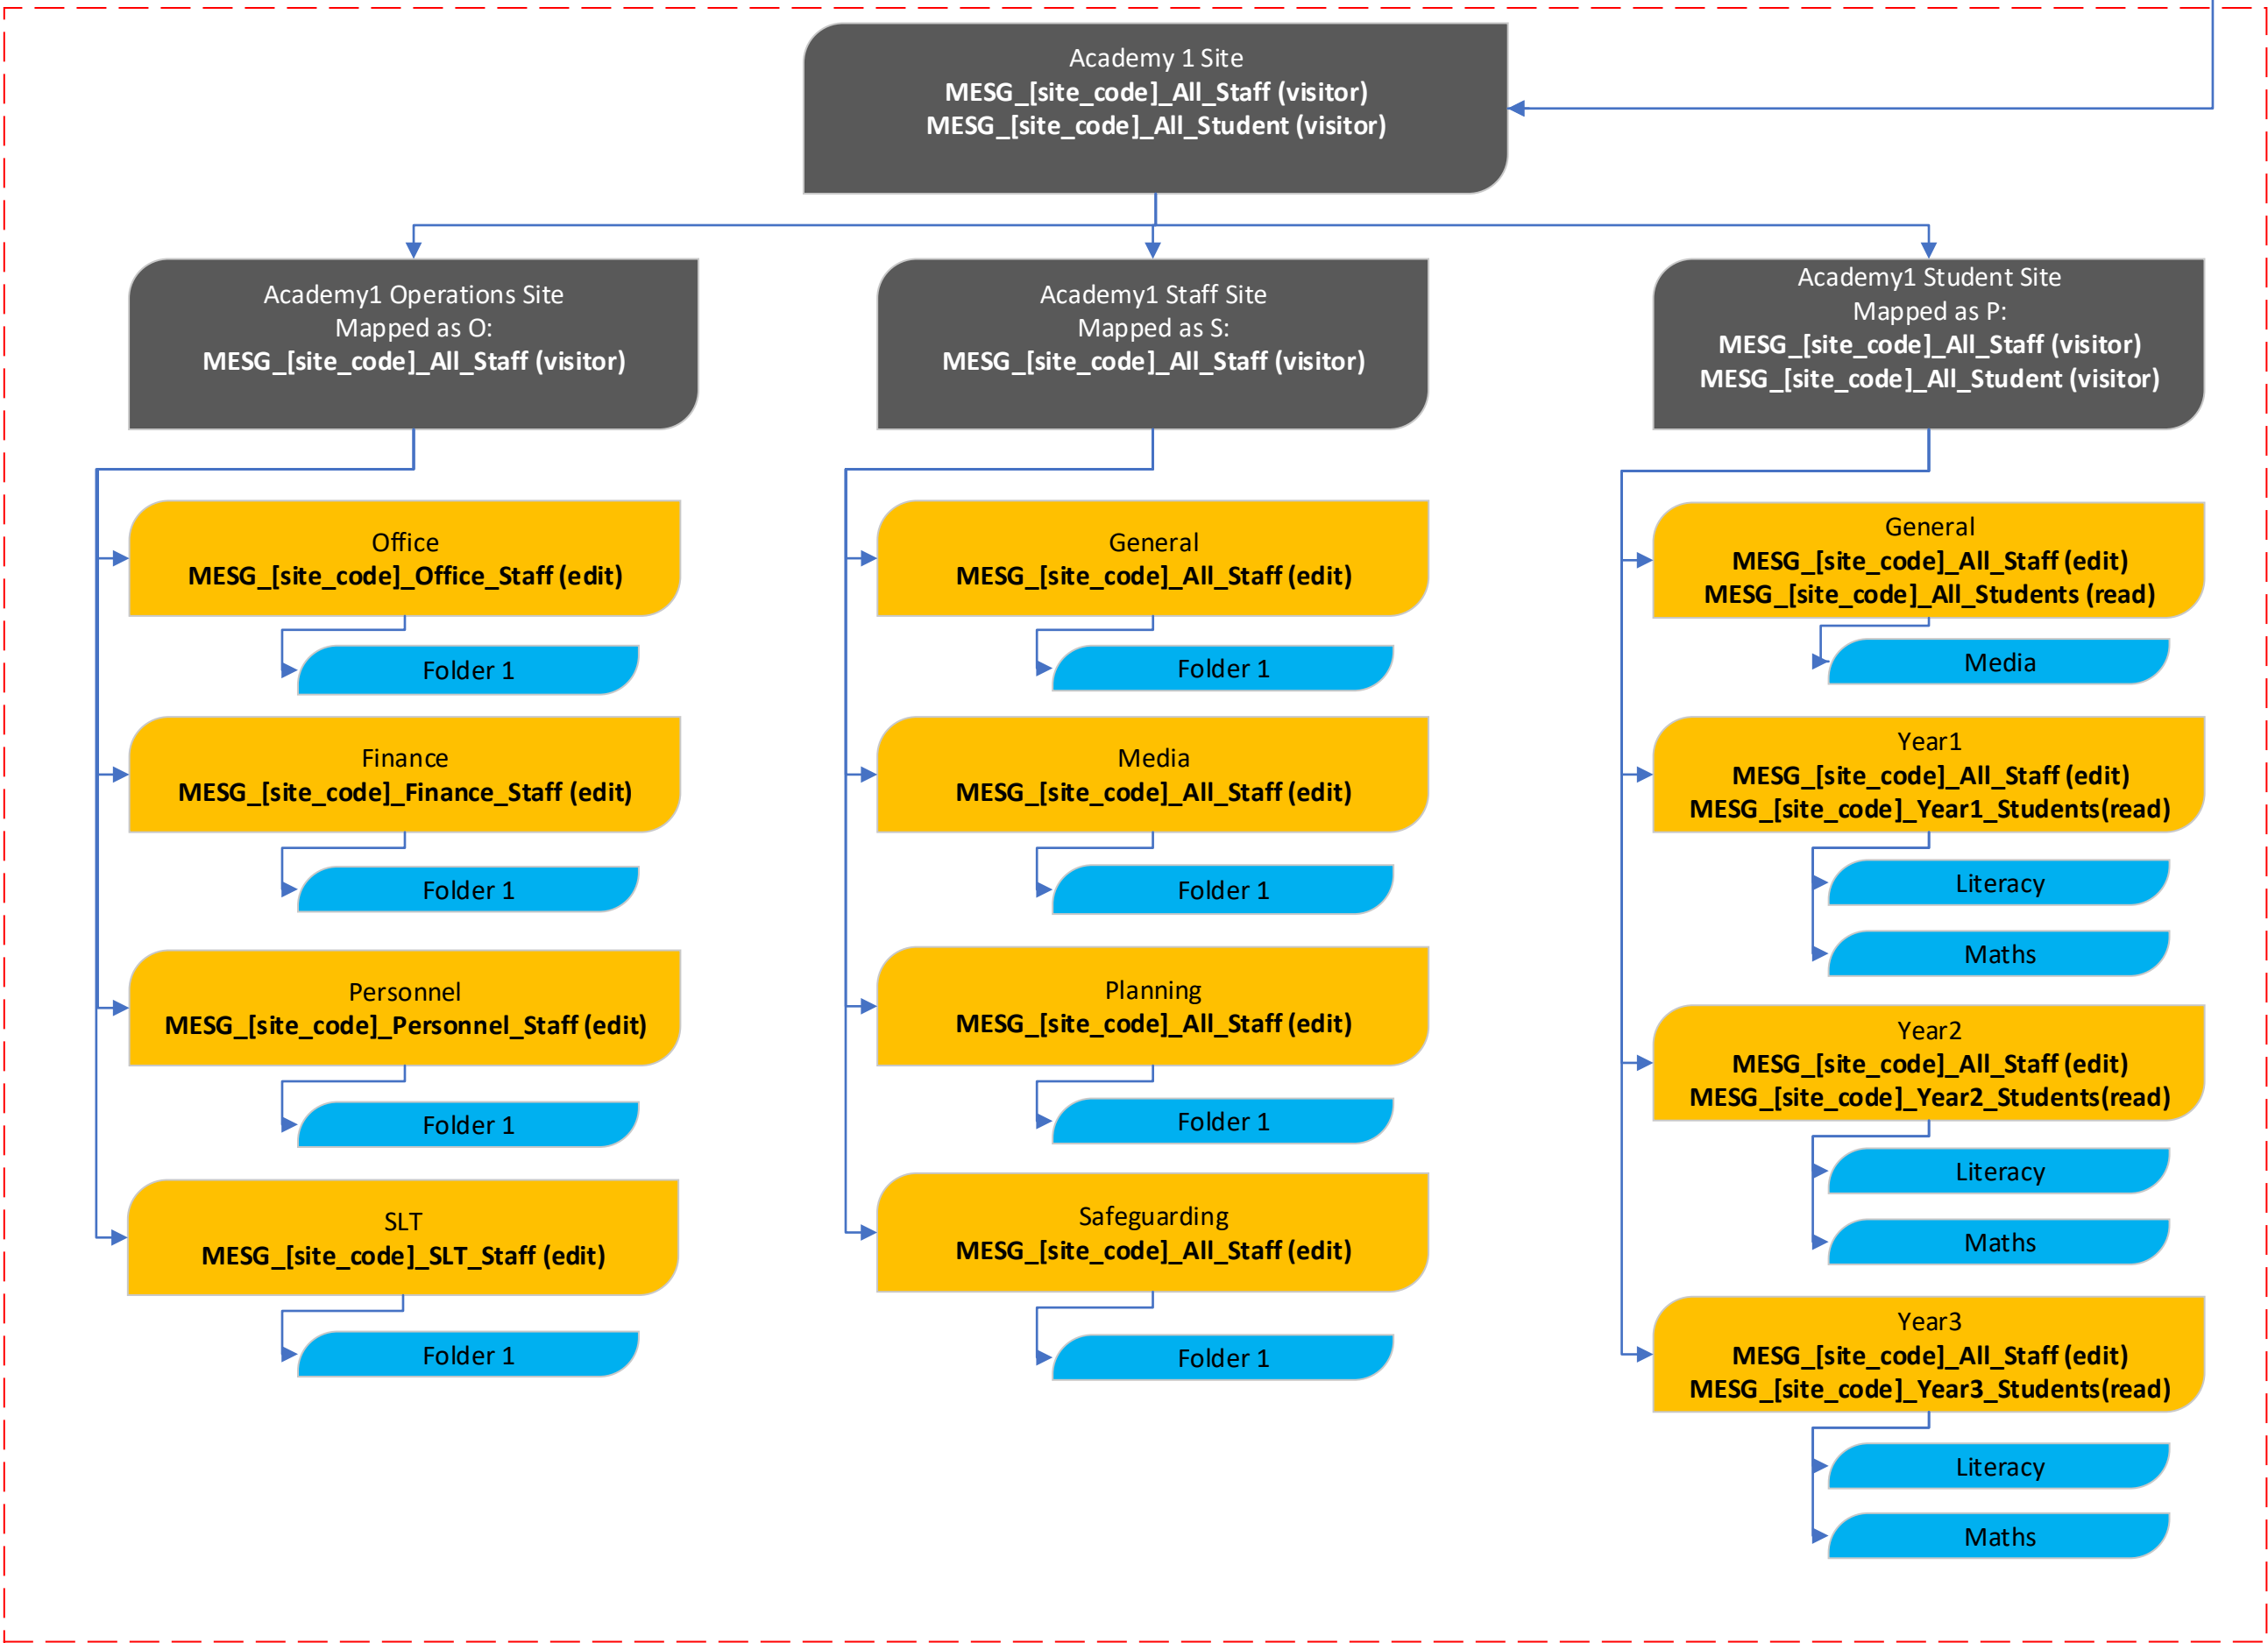 Academy 1 Site
MESG_[site_code]_All_Staff (visitor)
MESG_[site_code]_All_Student (visitor)
Academy1 Operations Site
Mapped as O:
MESG_[site_code]_All_Staff (visitor)
Office
MESG_[site_code]_Office_Staff (edit)
Folder 1
Finance
MESG_[site_code]_Finance_Staff (edit)
Folder 1
Personnel
MESG_[site_code]_Personnel_Staff (edit)
Folder 1
SLT
MESG_[site_code]_SLT_Staff (edit)
Folder 1
Academy1 Staff Site
Mapped as S:
MESG_[site_code]_All_Staff (visitor)
General
MESG_[site_code]_All_Staff (edit)
Folder 1
Media
MESG_[site_code]_All_Staff (edit)
Folder 1
Planning
MESG_[site_code]_All_Staff (edit)
Folder 1
Safeguarding
MESG_[site_code]_All_Staff (edit)
Folder 1
Academy1 Student Site
Mapped as P:
MESG_[site_code]_All_Staff (visitor)
MESG_[site_code]_All_Student (visitor)
General
MESG_[site_code]_All_Staff (edit)
MESG_[site_code]_All_Students (read)
Media
Year1
MESG_[site_code]_All_Staff (edit)
MESG_[site_code]_Year1_Students(read)
Literacy
Maths
Year2
MESG_[site_code]_All_Staff (edit)
MESG_[site_code]_Year2_Students(read)
Literacy
Maths
Year3
MESG_[site_code]_All_Staff (edit)
MESG_[site_code]_Year3_Students(read)
Literacy
Maths